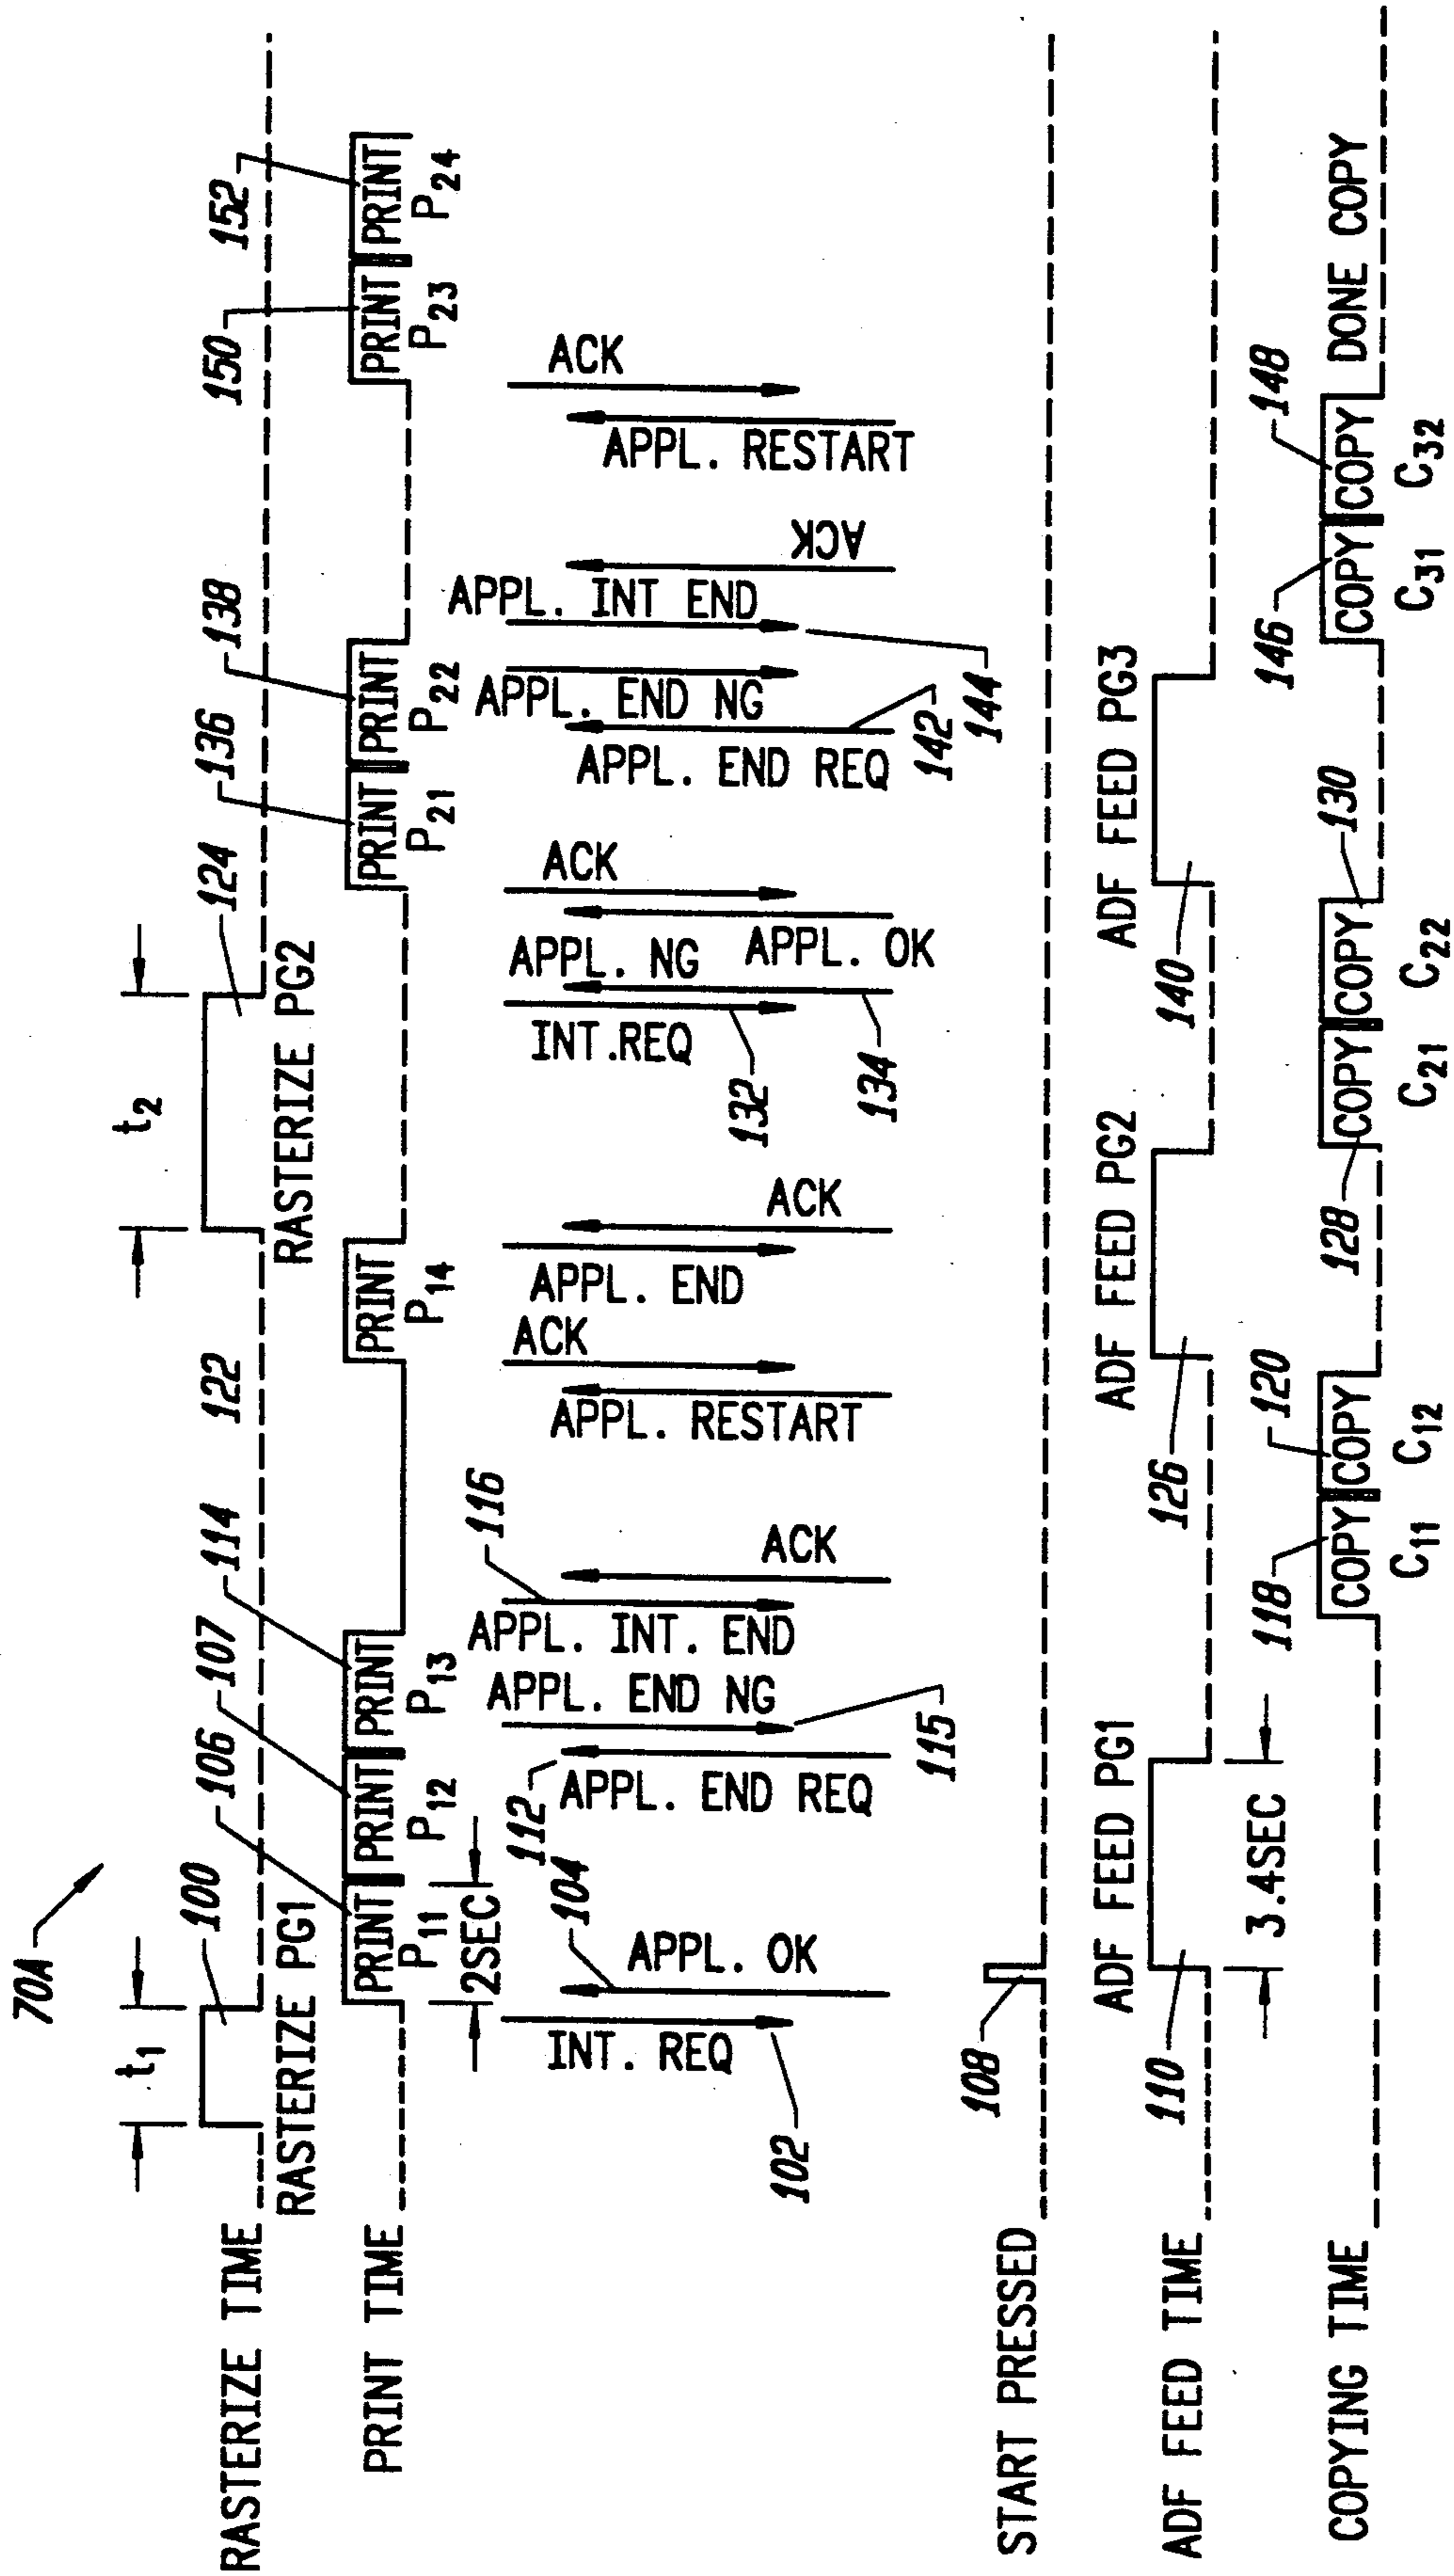 70A
t1
t2
RASTERIZE TIME
100
122
124
RASTERIZE PG1
RASTERIZE PG2
106
107
114
136
138
150
152
PRINT TIME
PRINT
PRINT
PRINT
PRINT
PRINT
PRINT
PRINT
PRINT
P11
P12
P13
P14
P21
P22
P23
P24
2SEC
INT. REQ
102
104
APPL. OK
112
APPL. END REQ
APPL. END NG
115
APPL. INT. END
116
ACK
APPL. RESTART
ACK
APPL. END
ACK
INT.REQ
132
APPL. NG
134
APPL. OK
ACK
APPL. END REQ
142
APPL. END NG
APPL. INT END
144
ACK
APPL. RESTART
ACK
START PRESSED
108
ADF FEED TIME
110
ADF FEED PG1
3.4SEC
126
ADF FEED PG2
140
ADF FEED PG3
COPYING TIME
118
120
128
130
146
148
COPY
COPY
COPY
COPY
COPY
COPY
DONE COPY
C11
C12
C21
C22
C31
C32